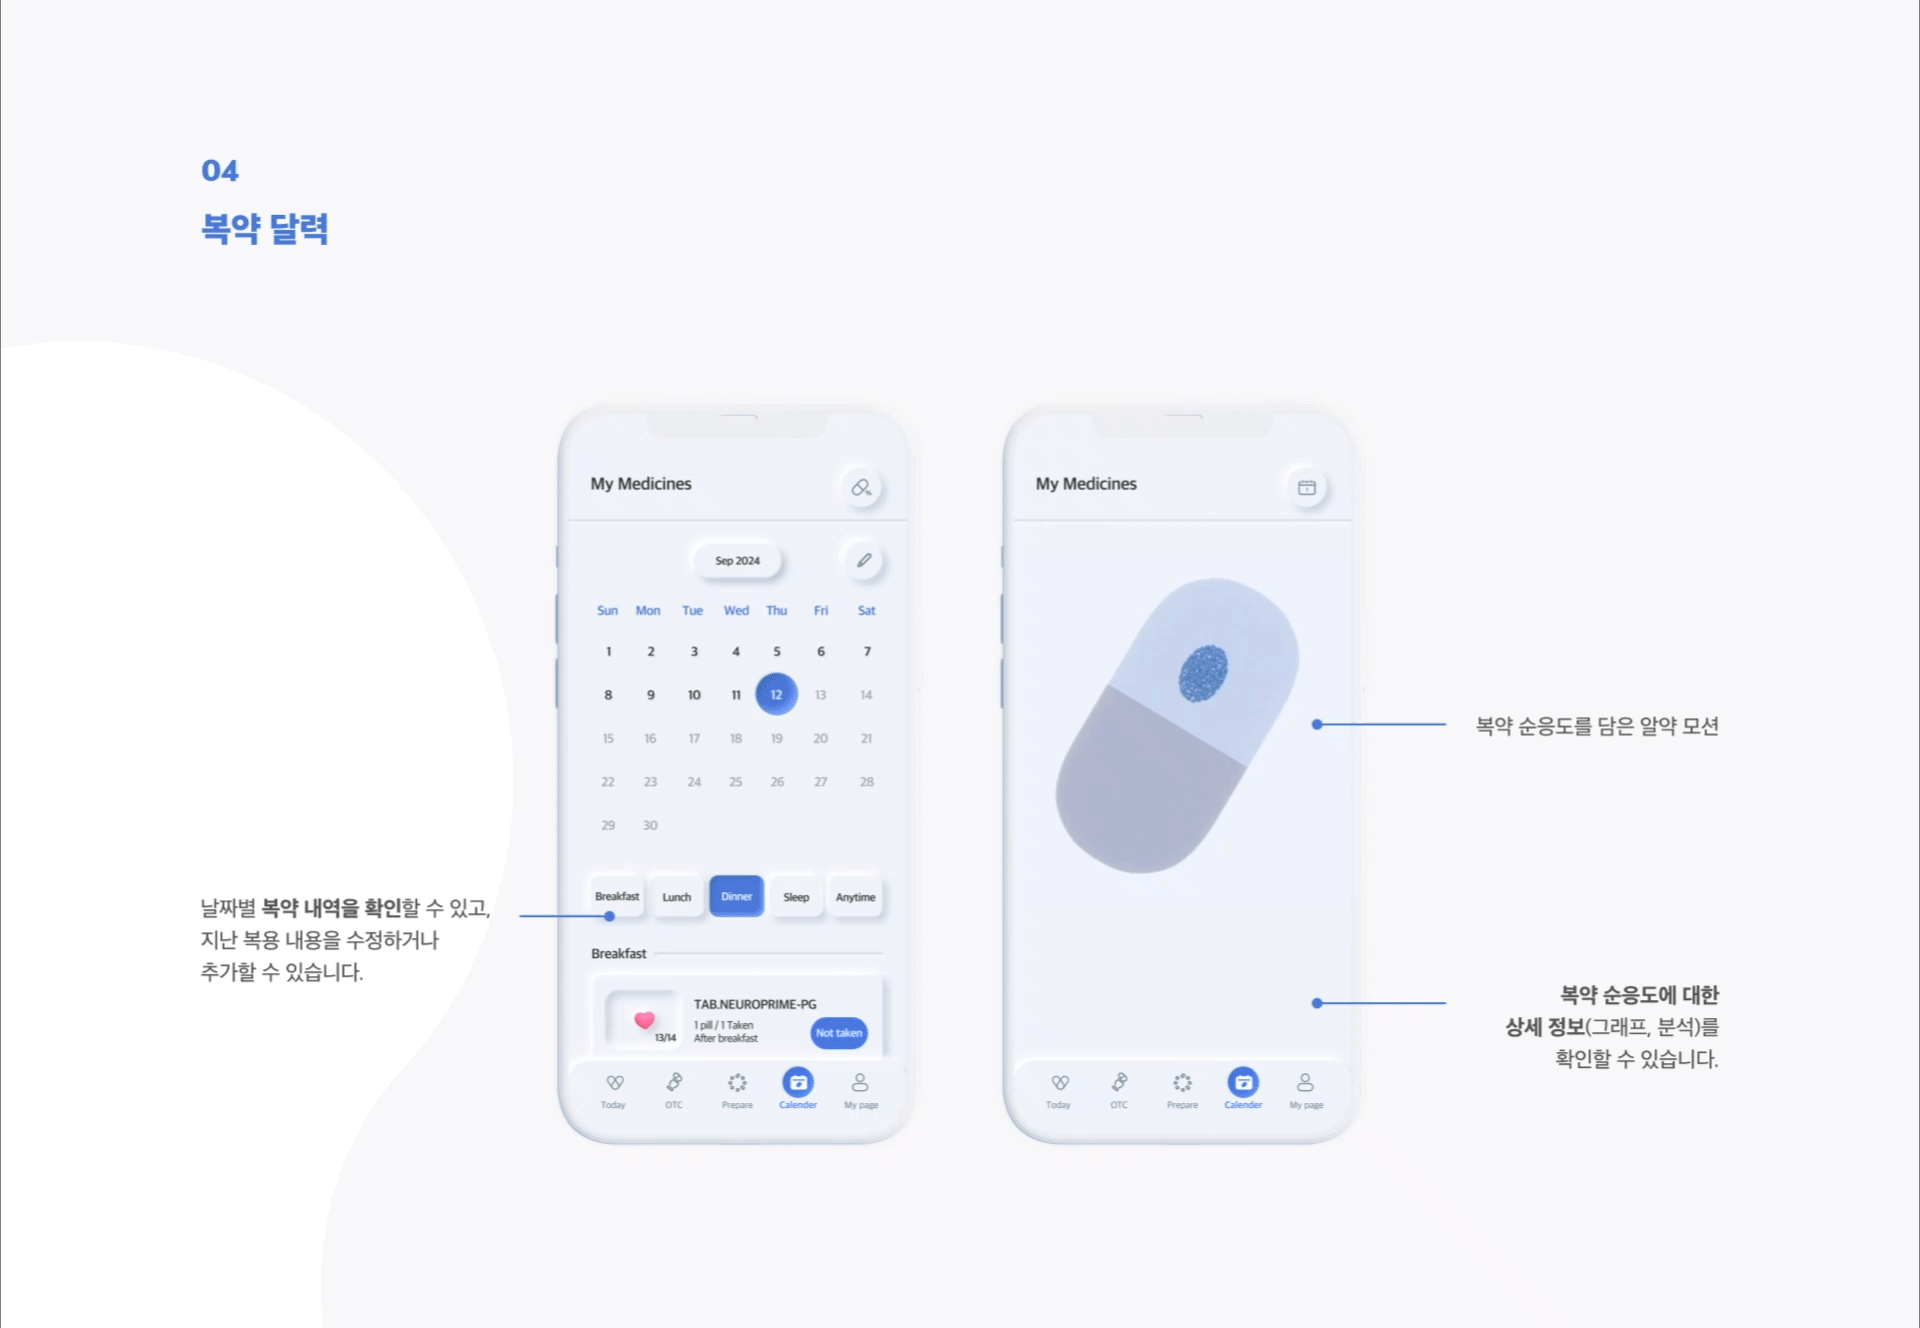 04
복약 달력
My Medicines
Sep 2024
Sun Mon Tue Wed Thu Fri Sat
1 2 3 4 5 6 7
8 9 10 11 12 13 14
15 16 17 18 19 20 21
22 23 24 25 26 27 28
29 30
Breakfast Lunch Dinner Sleep Anytime
Breakfast
TAB.NEUROPRIME-PG
1 pill / 1 Taken
After breakfast
13/14
Not taken
Today OTC Prepare Calender My page
날짜별 복약 내역을 확인할 수 있고,
지난 복용 내용을 수정하거나
추가할 수 있습니다.
My Medicines
Today OTC Prepare Calender My page
복약 순응도를 담은 알약 모션
복약 순응도에 대한
상세 정보(그래프, 분석)를
확인할 수 있습니다.